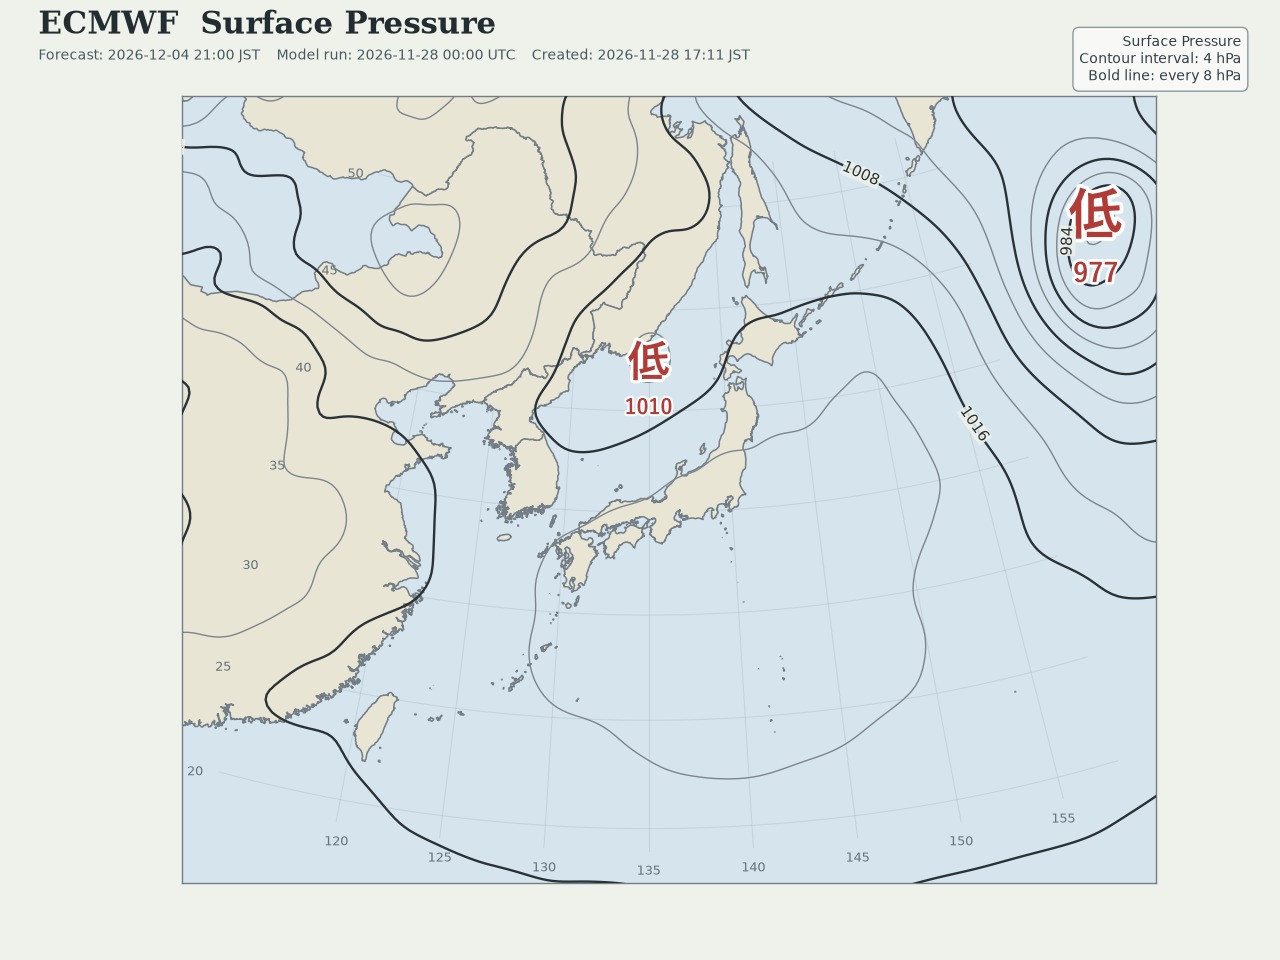 ECMWF  Surface Pressure
Forecast: 2026-12-04 21:00 JST    Model run: 2026-11-28 00:00 UTC    Created: 2026-11-28 17:11 JST
Surface Pressure
Contour interval: 4 hPa
Bold line: every 8 hPa
1008
50
低
984
45
977
低
40
1010
1016
35
30
25
20
155
120
150
125
145
130
140
135